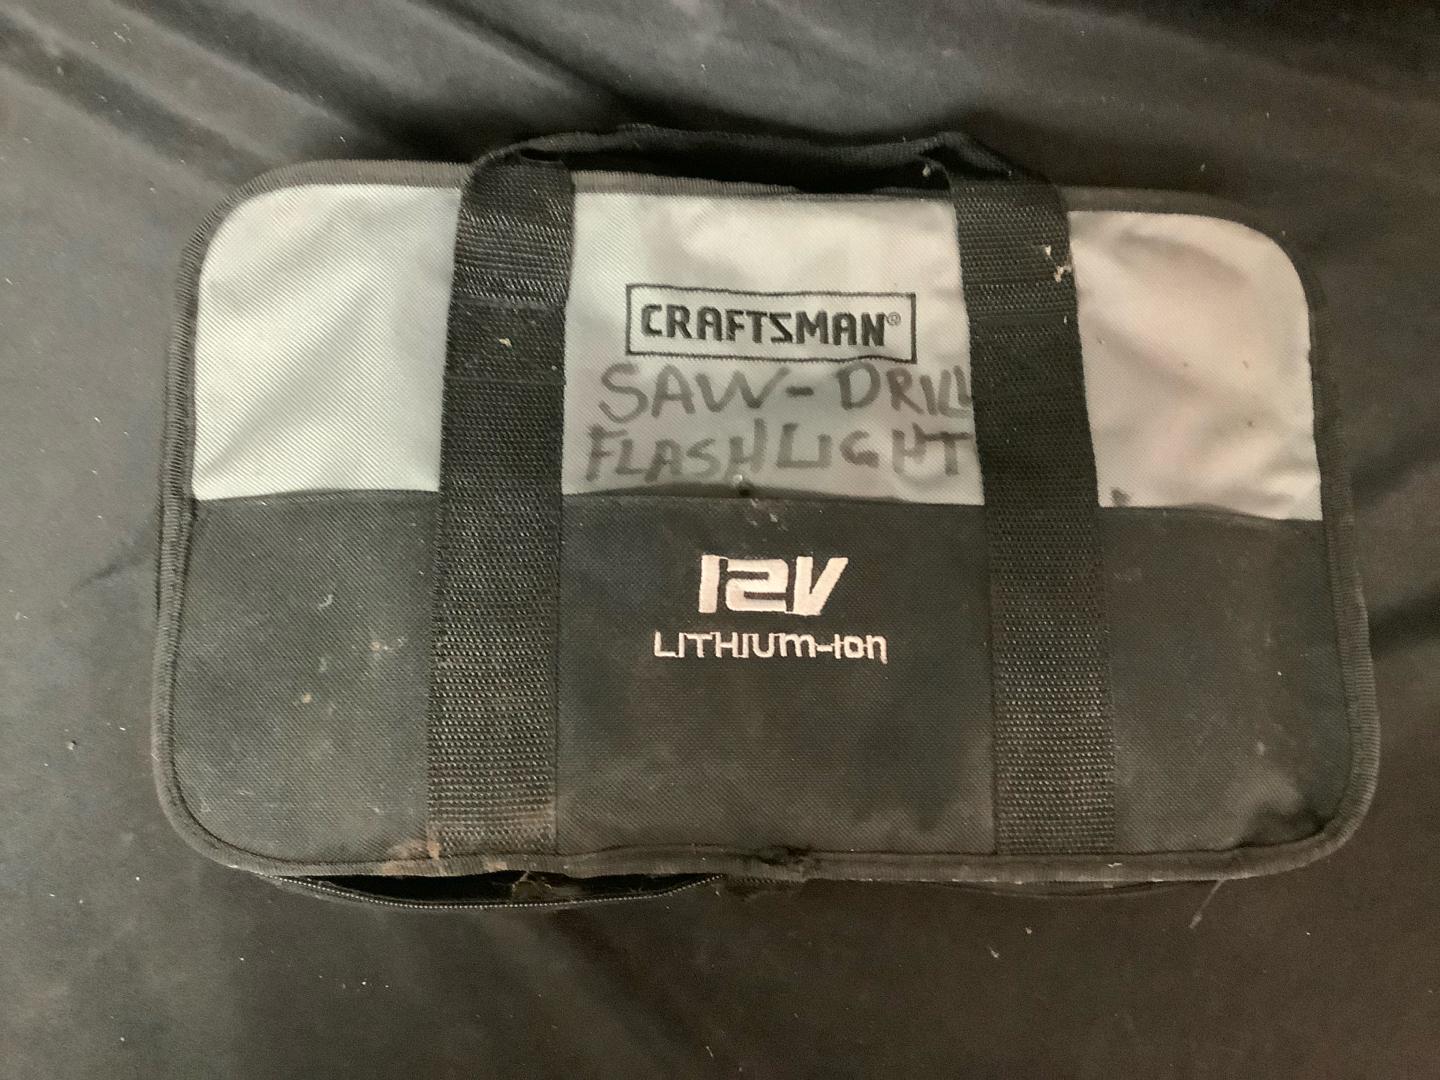 CRAFTSMAN®
SAW-DRILL
FLASHLIGHT
12V
LITHIUM-ION